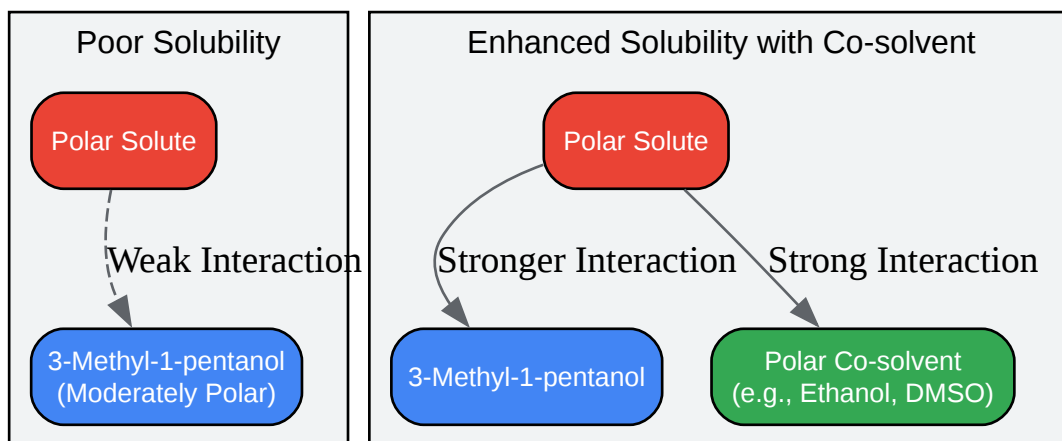 Poor Solubility
Polar Solute
Weak Interaction
3-Methyl-1-pentanol
(Moderately Polar)
Enhanced Solubility with Co-solvent
Polar Solute
Stronger Interaction
Strong Interaction
3-Methyl-1-pentanol
Polar Co-solvent
(e.g., Ethanol, DMSO)